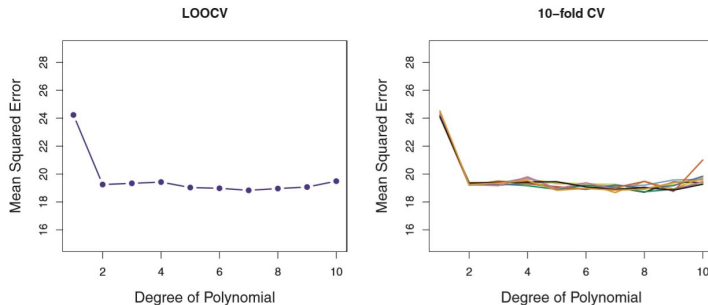 LOOCV
Mean Squared Error
28
26
24
22
20
18
16
2 4 6 8 10
Degree of Polynomial
10−fold CV
Mean Squared Error
28
26
24
22
20
18
16
2 4 6 8 10
Degree of Polynomial